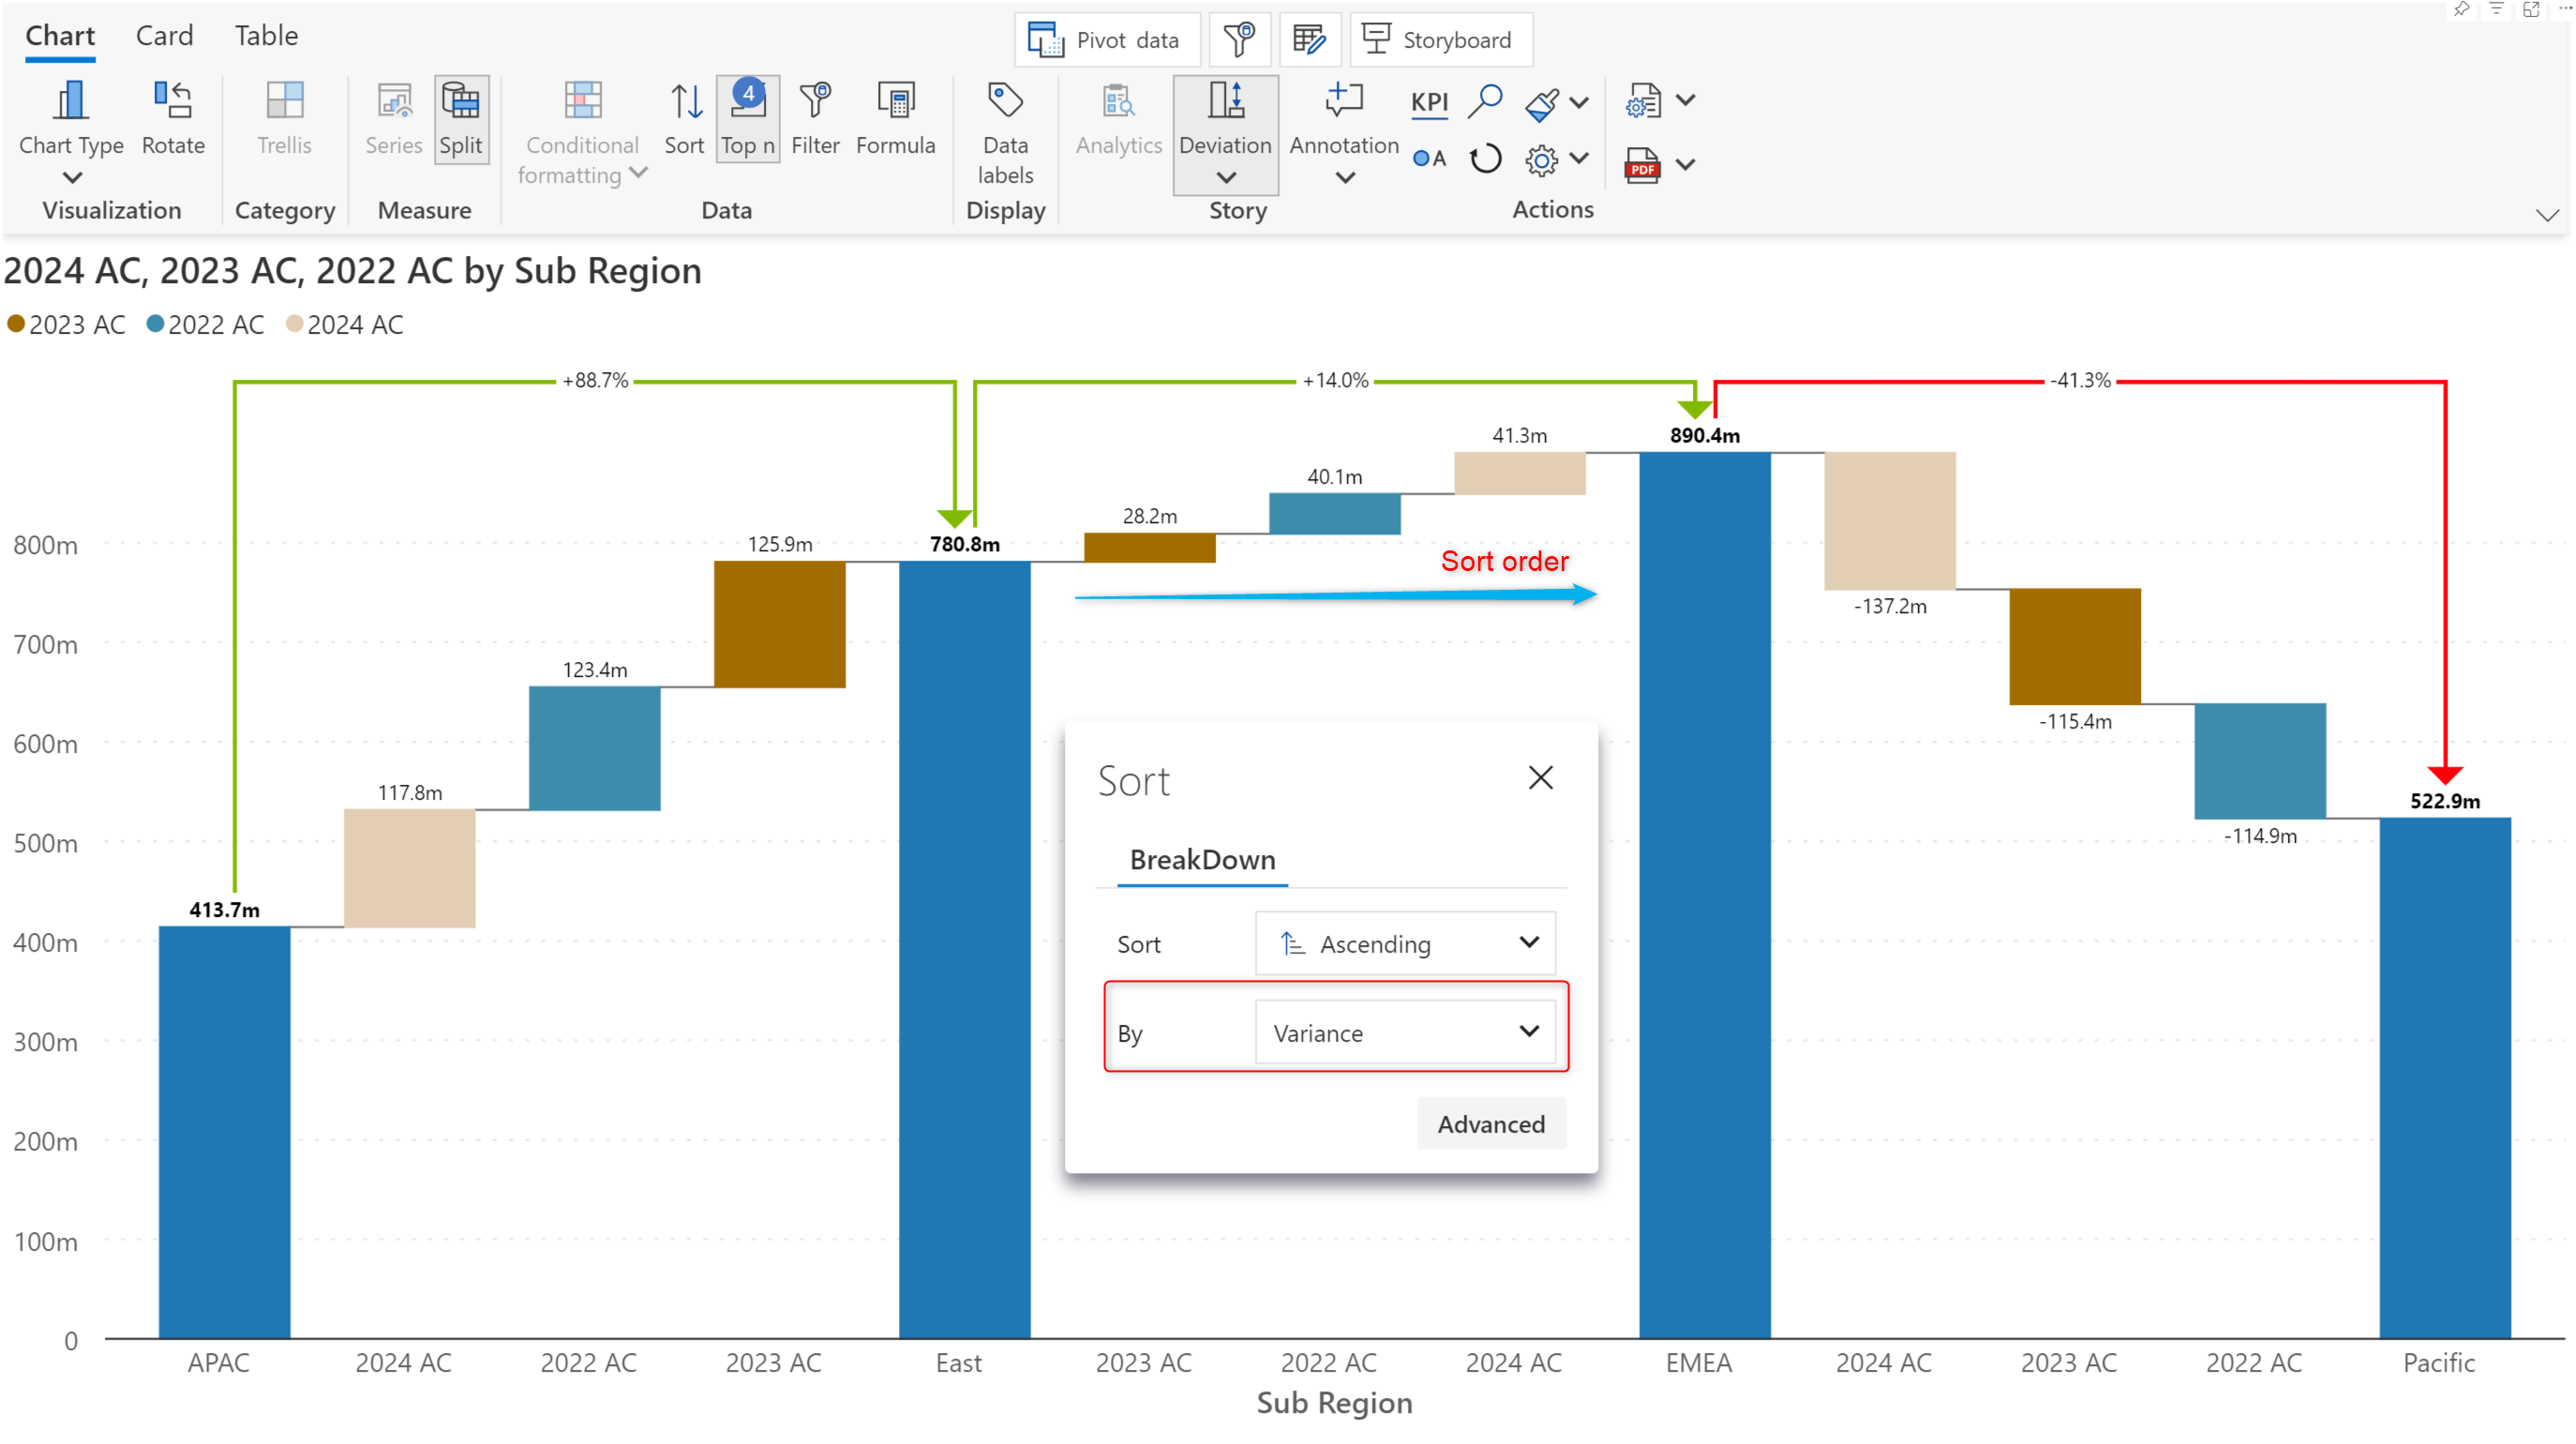 Chart Card Table
Pivot data Storyboard
Chart Type Rotate Trellis Series Split Conditional formatting Sort 4 Top n Filter Formula Data labels Analytics Deviation Annotation KPI A PDF
Visualization Category Measure Data Display Story Actions
2024 AC, 2023 AC, 2022 AC by Sub Region
2023 AC 2022 AC 2024 AC
+88.7% +14.0% -41.3%
41.3m 890.4m
40.1m
28.2m
800m 125.9m 780.8m
Sort order
-137.2m
700m
123.4m
-115.4m
600m
Sort
117.8m 522.9m
500m -114.9m
BreakDown
413.7m
400m
Sort Ascending
300m
By Variance
Advanced
200m
100m
0
APAC 2024 AC 2022 AC 2023 AC East 2023 AC 2022 AC 2024 AC EMEA 2024 AC 2023 AC 2022 AC Pacific
Sub Region